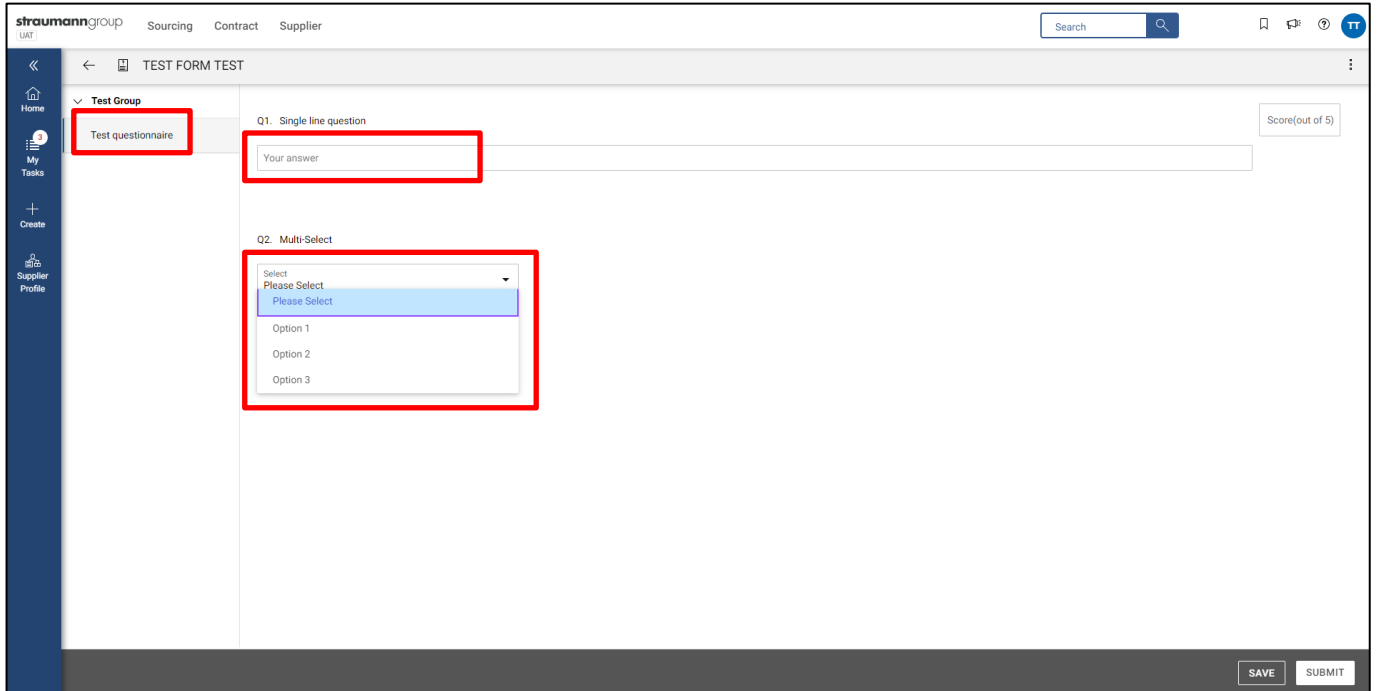 straumanngroup Sourcing Contract Supplier Search TT
UAT
TEST FORM TEST
Home
3
My
Tasks
Create
Supplier
Profile
Test Group
Test questionnaire
Q1. Single line question
Score(out of 5)
Your answer
Q2. Multi-Select
Select
Please Select
Please Select
Option 1
Option 2
Option 3
SAVE SUBMIT